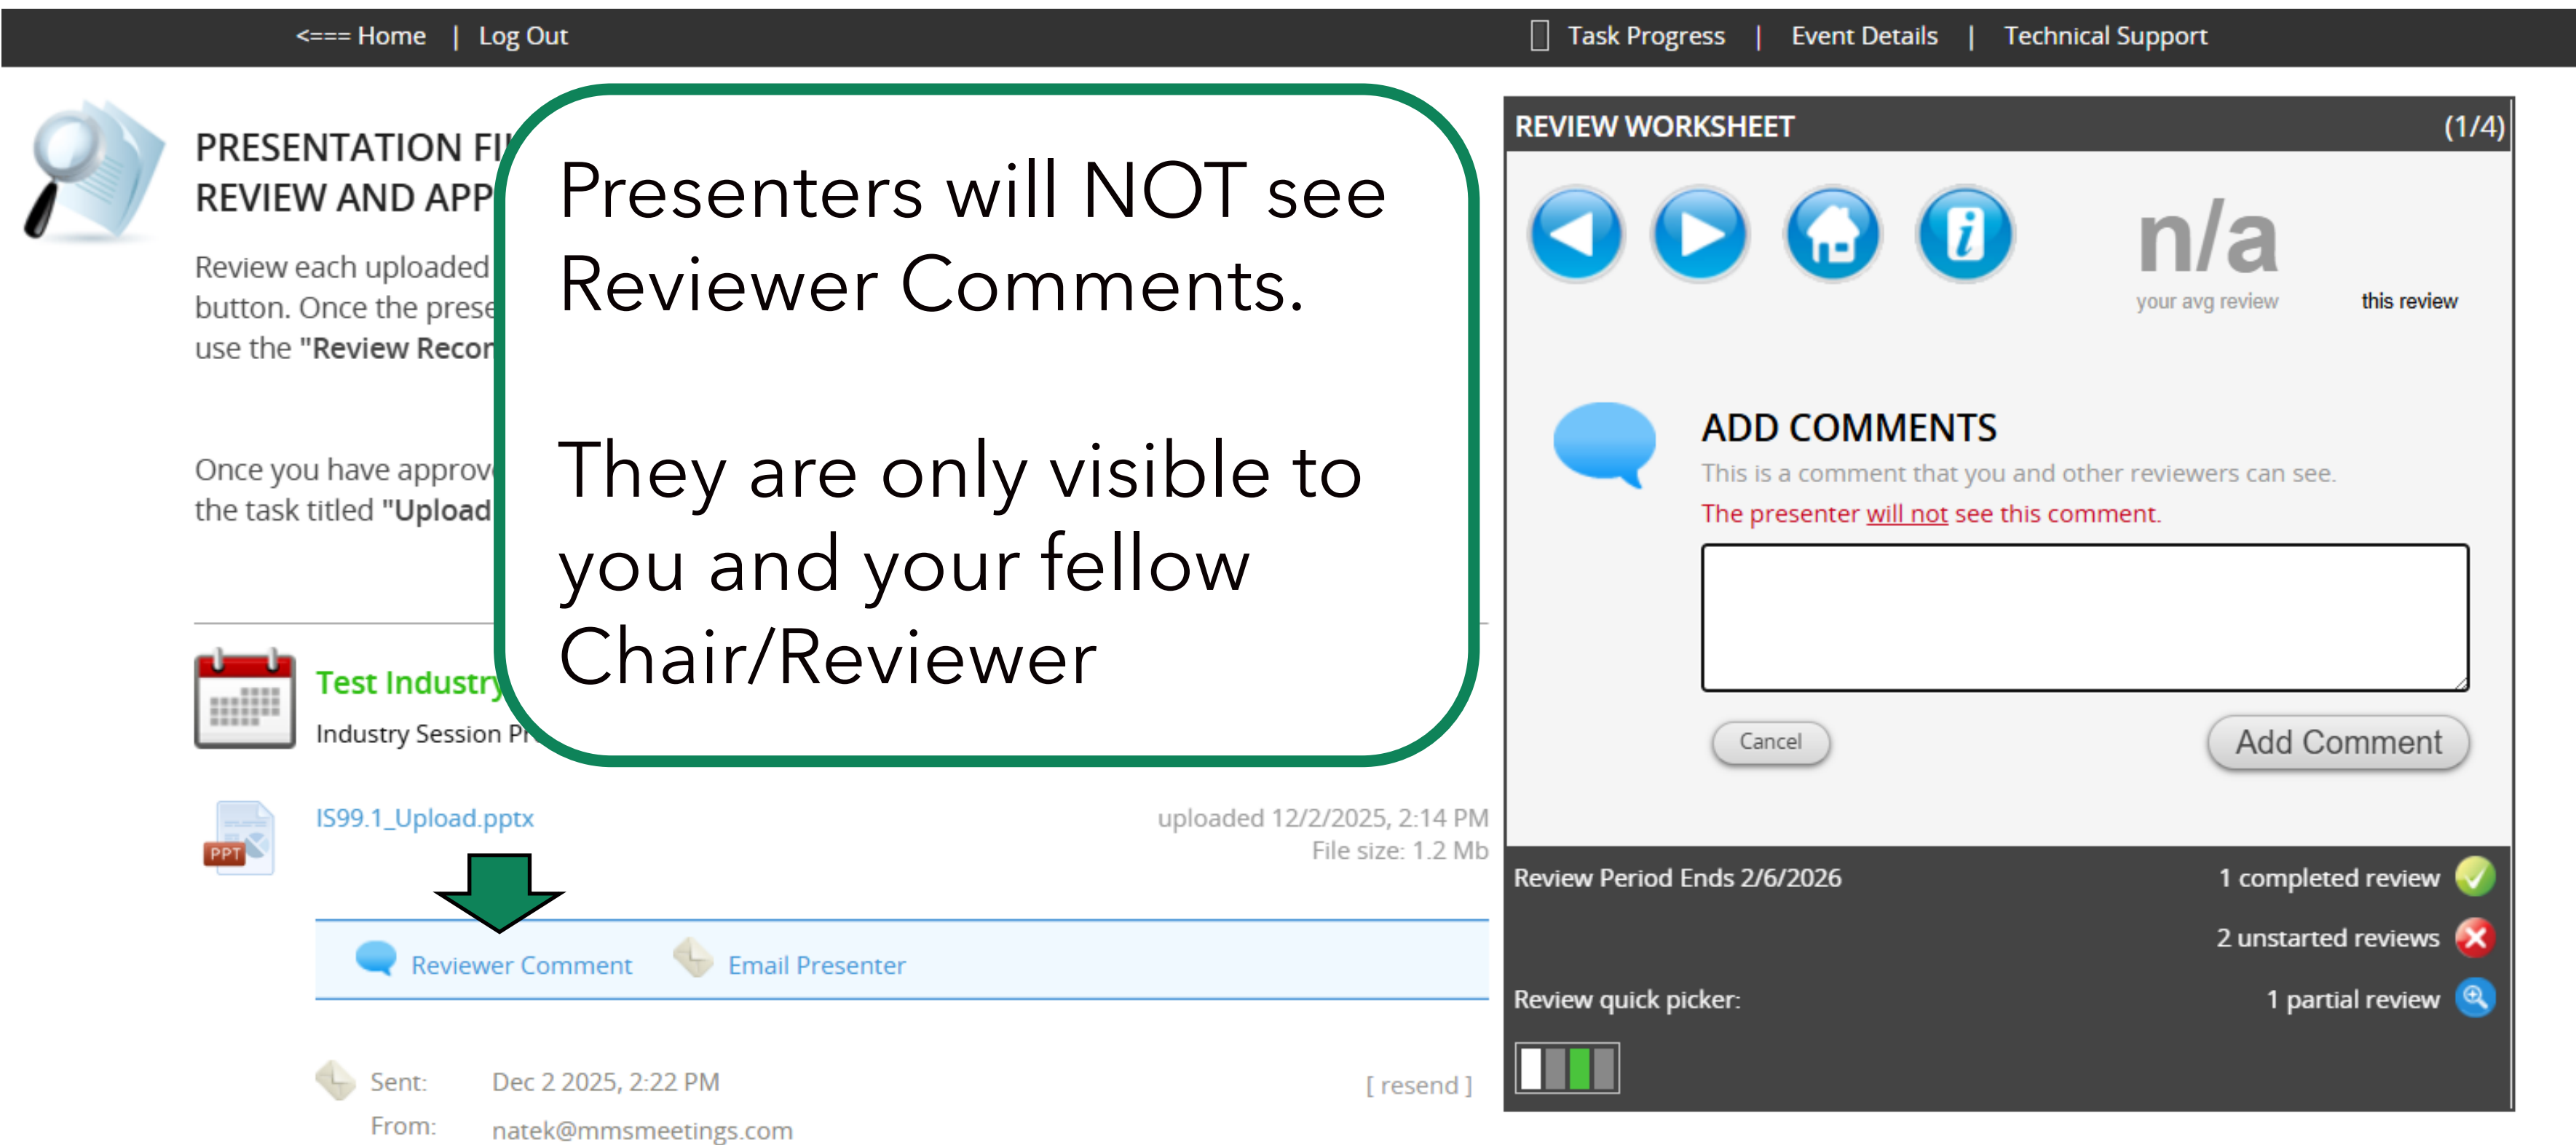 <=== Home | Log Out
Task Progress | Event Details | Technical Support
PRESENTATION
REVIEW AND APP
Review each uploaded
button. Once the
use the "Review
Once you have
the task titled "Upload
Presenters will NOT see
Reviewer Comments.
They are only visible to
you and your fellow
Chair/Reviewer
Test Industry
Industry Session
IS99.1_Upload.pptx
uploaded 12/2/2025, 2:14 PM
File size: 1.2 Mb
PPT
Reviewer Comment
Email Presenter
Sent: Dec 2 2025, 2:22 PM
[ resend ]
From: natek@mmsmeetings.com
REVIEW WORKSHEET (1/4)
n/a
your avg review
this review
ADD COMMENTS
This is a comment that you and other reviewers can see.
The presenter will not see this comment.
Cancel
Add Comment
Review Period Ends 2/6/2026
1 completed review
2 unstarted reviews
Review quick picker:
1 partial review